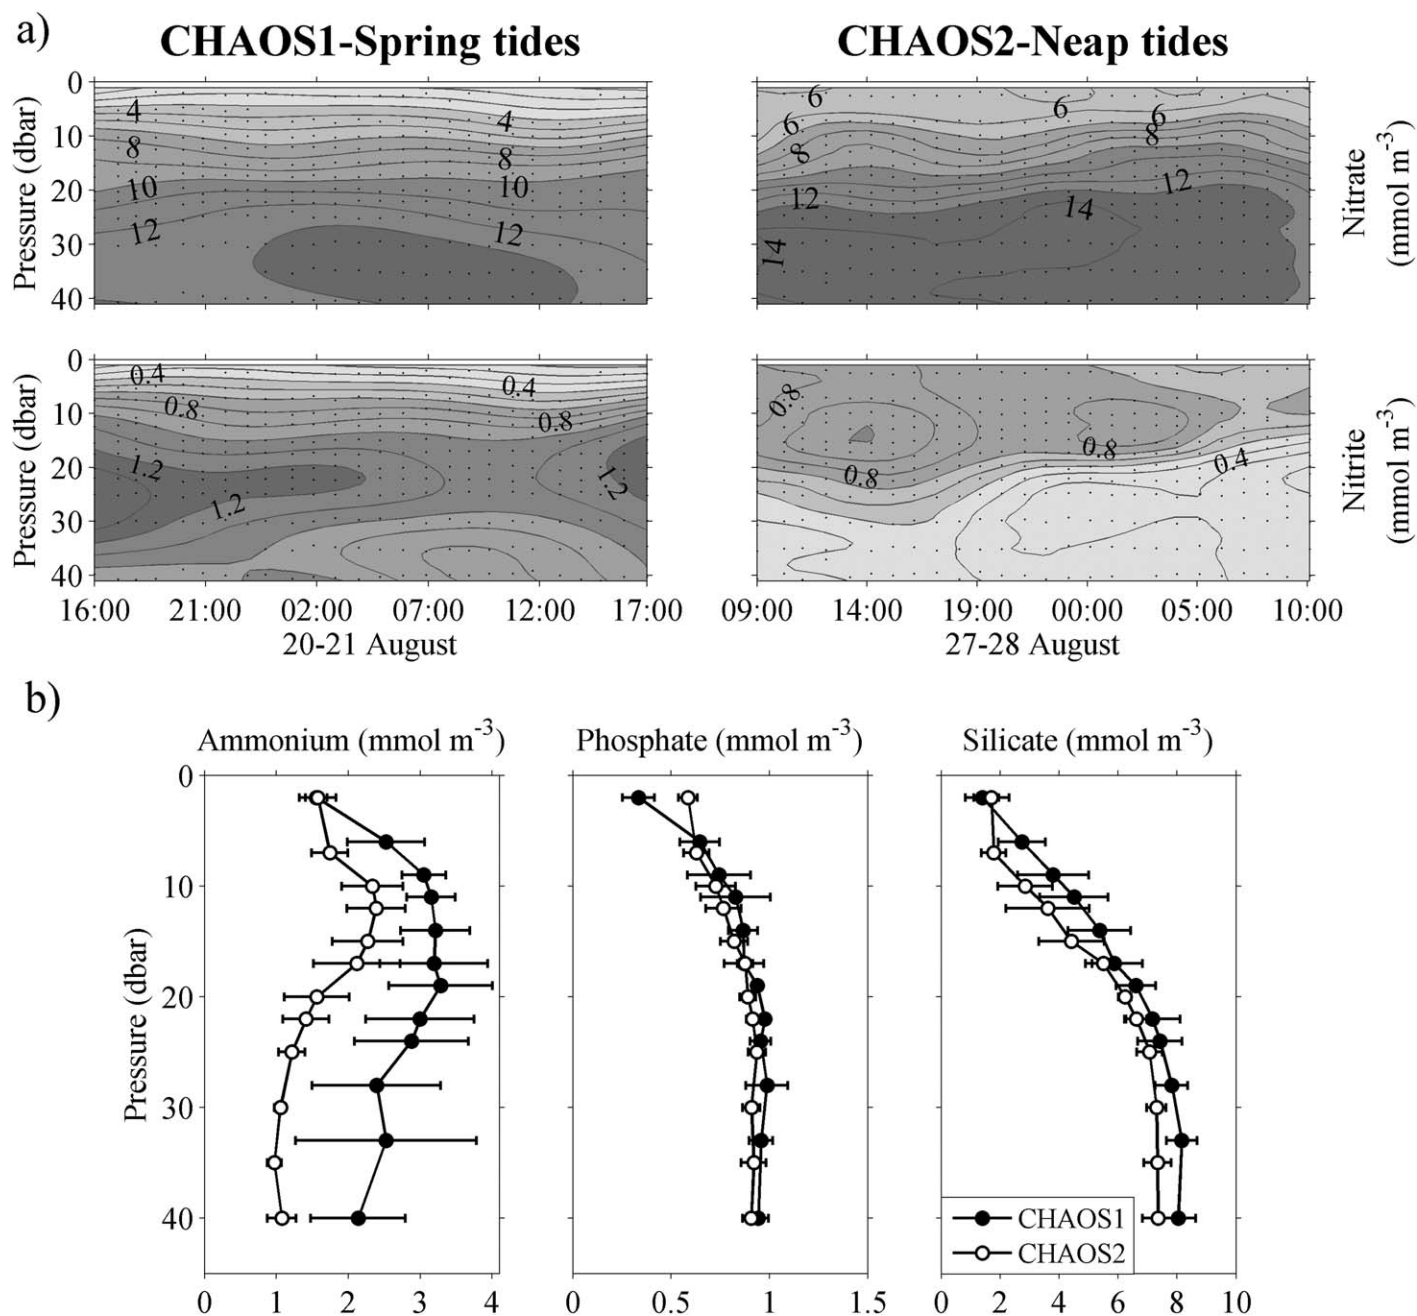 a)
CHAOS1-Spring tides
CHAOS2-Neap tides
Pressure (dbar)
0
10
20
30
40
4
4
8
8
10
10
12
12
6
6
6
6
8
8
12
12
14
14
Nitrate
(mmol m⁻³)
Pressure (dbar)
0
10
20
30
40
0.4
0.4
0.8
0.8
1.2
1.2
1.2
0.8
0.8
0.8
0.4
Nitrite
(mmol m⁻³)
16:00 21:00 02:00 07:00 12:00 17:00
20-21 August
09:00 14:00 19:00 00:00 05:00 10:00
27-28 August
b)
Ammonium (mmol m⁻³)
Phosphate (mmol m⁻³)
Silicate (mmol m⁻³)
Pressure (dbar)
0
10
20
30
40
CHAOS1
CHAOS2
0 1 2 3 4
0 0.5 1 1.5
0 2 4 6 8 10